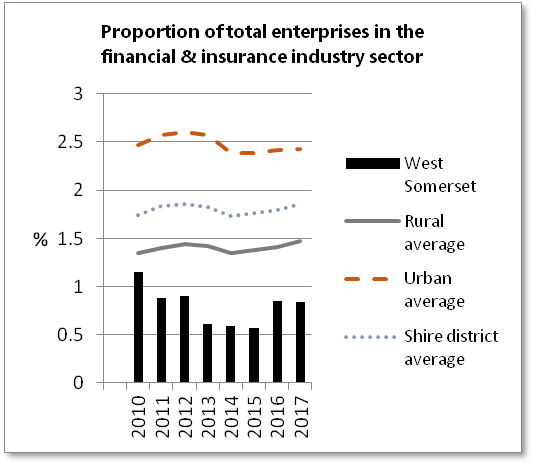 Proportion of total enterprises in the
financial & insurance industry sector
3
2.5
2
1.5
1
0.5
0
%
2010
2011
2012
2013
2014
2015
2016
2017
West
Somerset
Rural
average
Urban
average
Shire district
average